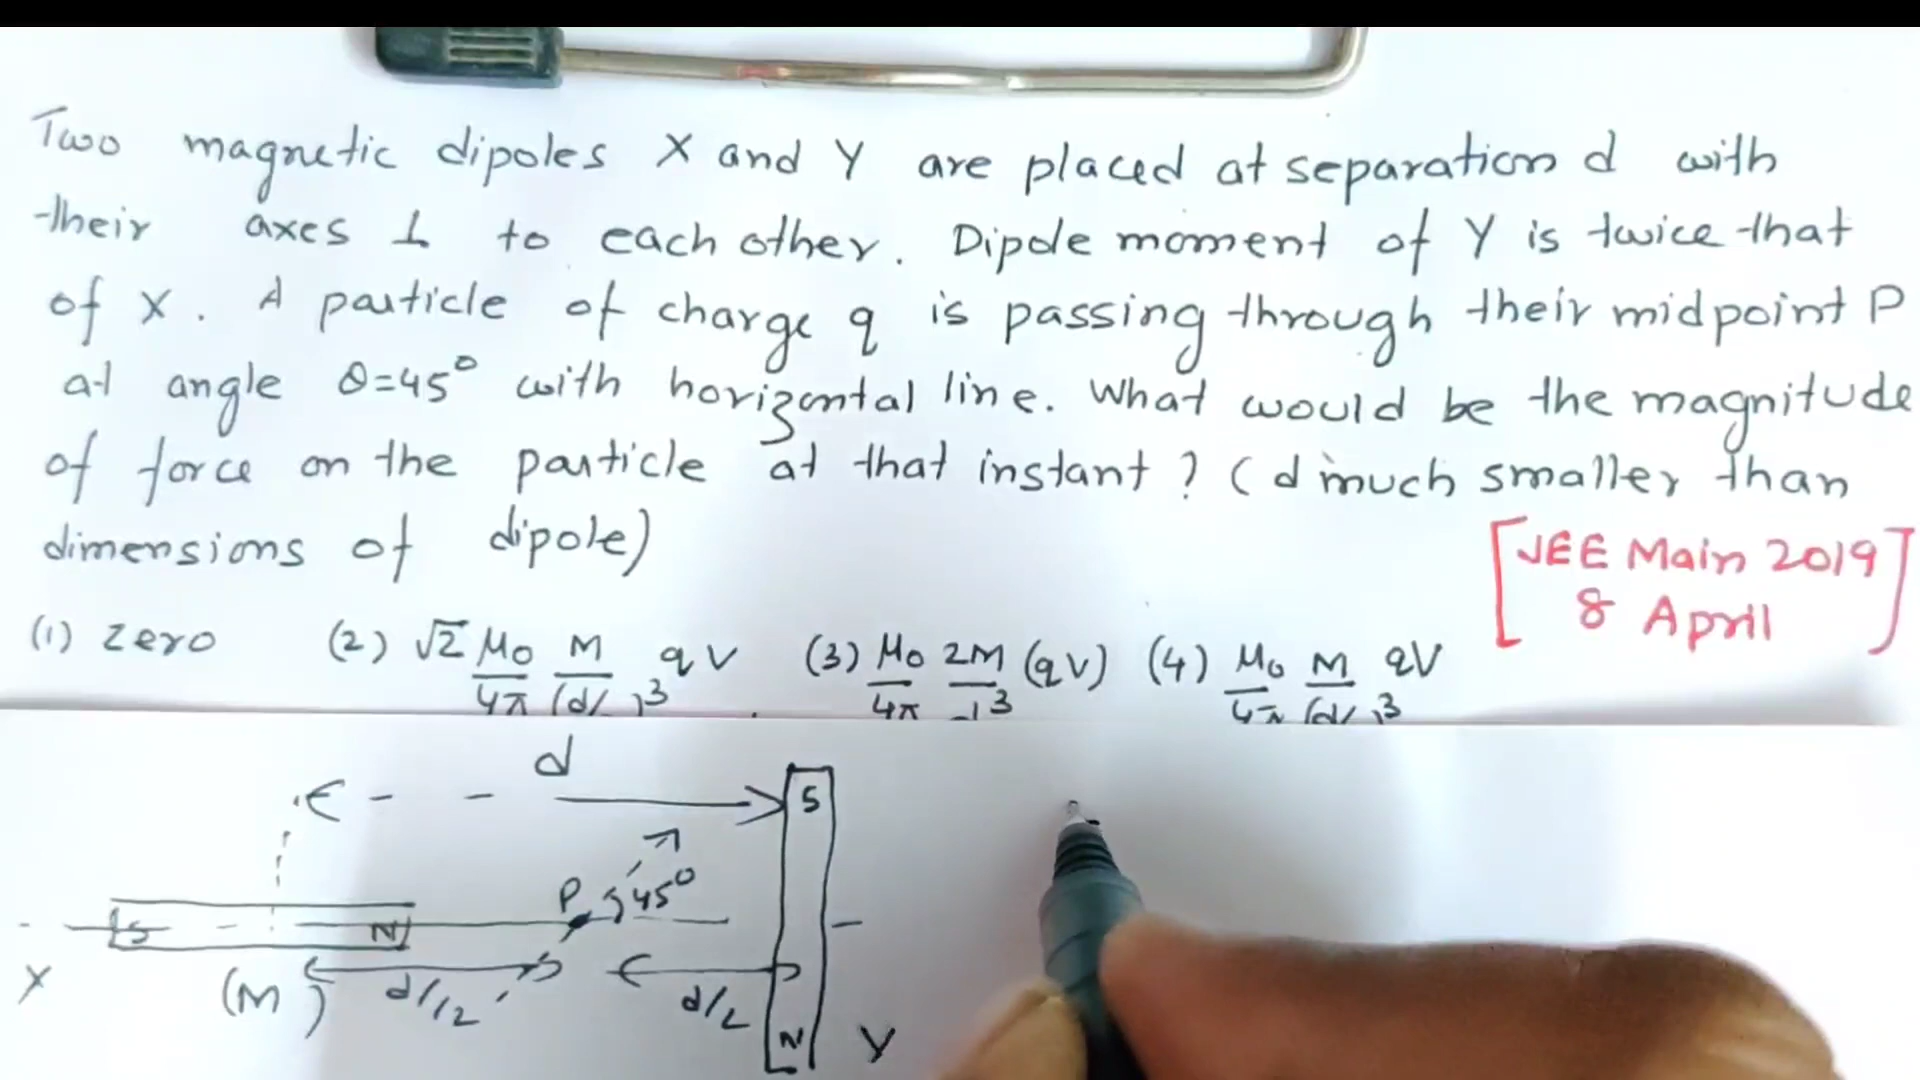 Two magnetic dipoles X and Y are placed at separation d with
their axes ⊥ to each other. Dipole moment of Y is twice that
of X. A particle of charge q is passing through their midpoint P
at angle θ=45° with horizontal line. What would be the magnitude
of force on the particle at that instant? (d much smaller than
dimensions of dipole)
[JEE Main 2019
8 April]
(1) zero (2) √2 μ₀/4π M/(d/ )³ qV (3) μ₀/4π 2M/d³ (qV) (4) μ₀/4π M/(d/ )³ qV
d
S
P 45°
S N
X (M) d/2 d/2
N Y